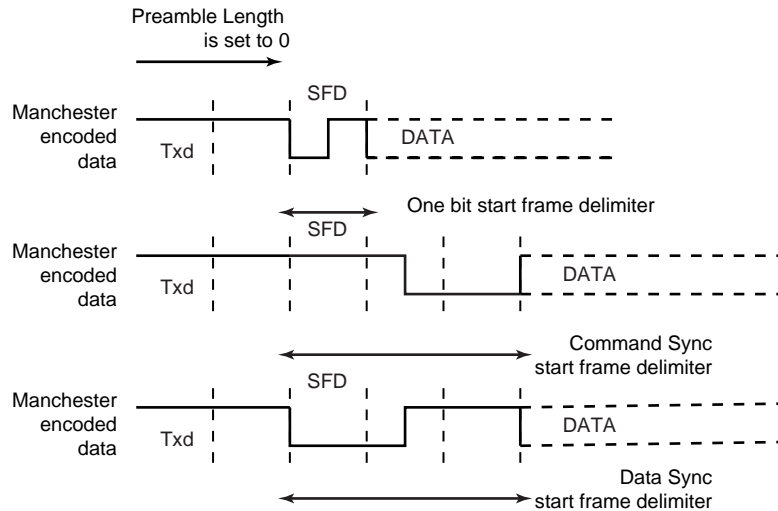 Preamble Length
is set to 0
SFD
Manchester
encoded
data
Txd
DATA
One bit start frame delimiter
SFD
Manchester
encoded
data
Txd
DATA
Command Sync
start frame delimiter
SFD
Manchester
encoded
data
Txd
DATA
Data Sync
start frame delimiter